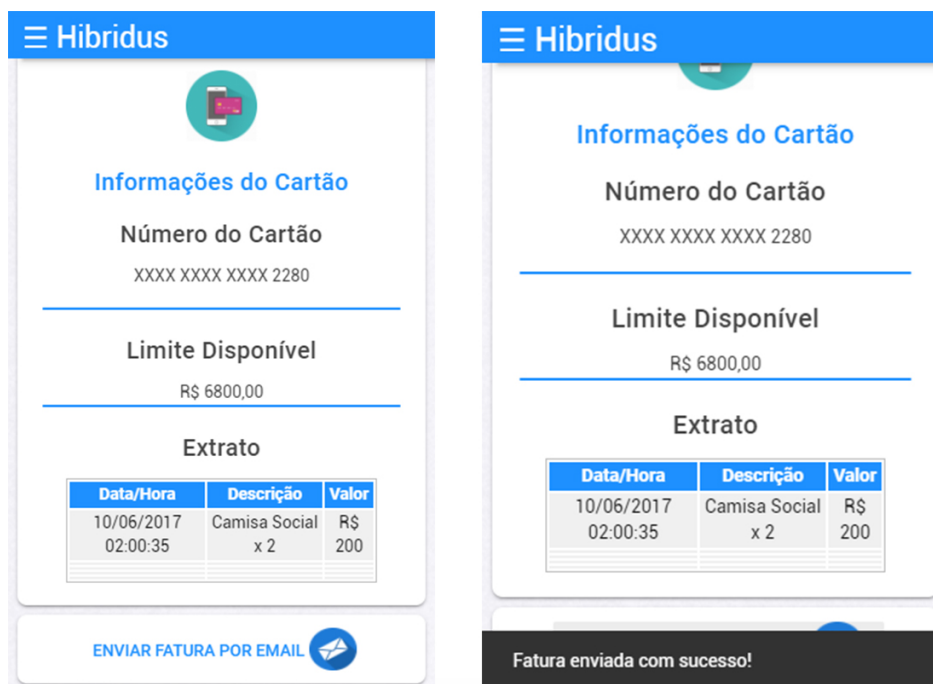 ☰ Hibridus
Informações do Cartão
Número do Cartão
XXXX XXXX XXXX 2280
Limite Disponível
R$ 6800,00
Extrato
Data/Hora Descrição Valor
10/06/2017 Camisa Social R$
02:00:35 x 2 200
ENVIAR FATURA POR EMAIL
☰ Hibridus
Informações do Cartão
Número do Cartão
XXXX XXXX XXXX 2280
Limite Disponível
R$ 6800,00
Extrato
Data/Hora Descrição Valor
10/06/2017 Camisa Social R$
02:00:35 x 2 200
Fatura enviada com sucesso!